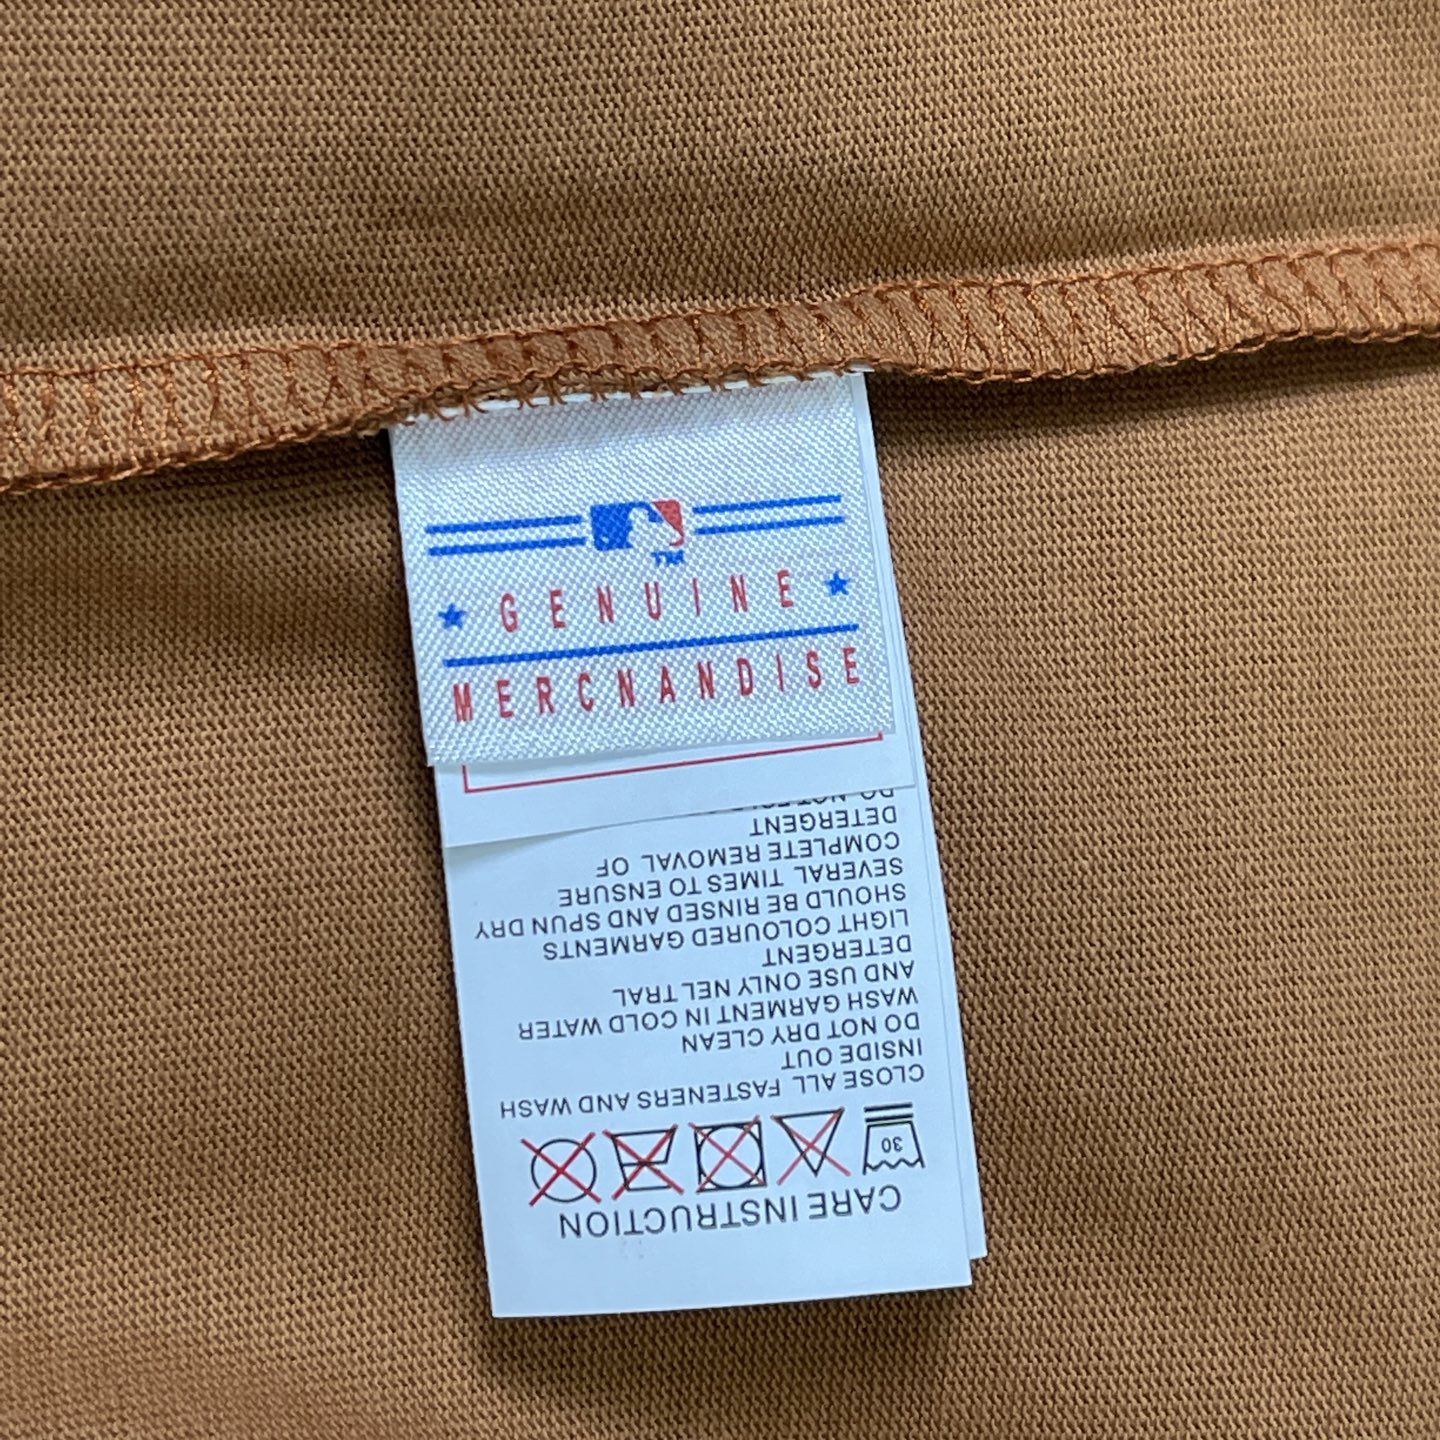 TM
GENUINE
MERCNANDISE
CARE INSTRUCTION
30
CLOSE ALL FASTENERS AND WASH
INSIDE OUT
DO NOT DRY CLEAN
WASH GARMENT IN COLD WATER
AND USE ONLY NEL TRAL
DETERGENT
LIGHT COLOURED GARMENTS
SHOULD BE RINSED AND SPUN DRY
SEVERAL TIMES TO ENSURE
COMPLETE REMOVAL OF
DETERGENT
DO NOT